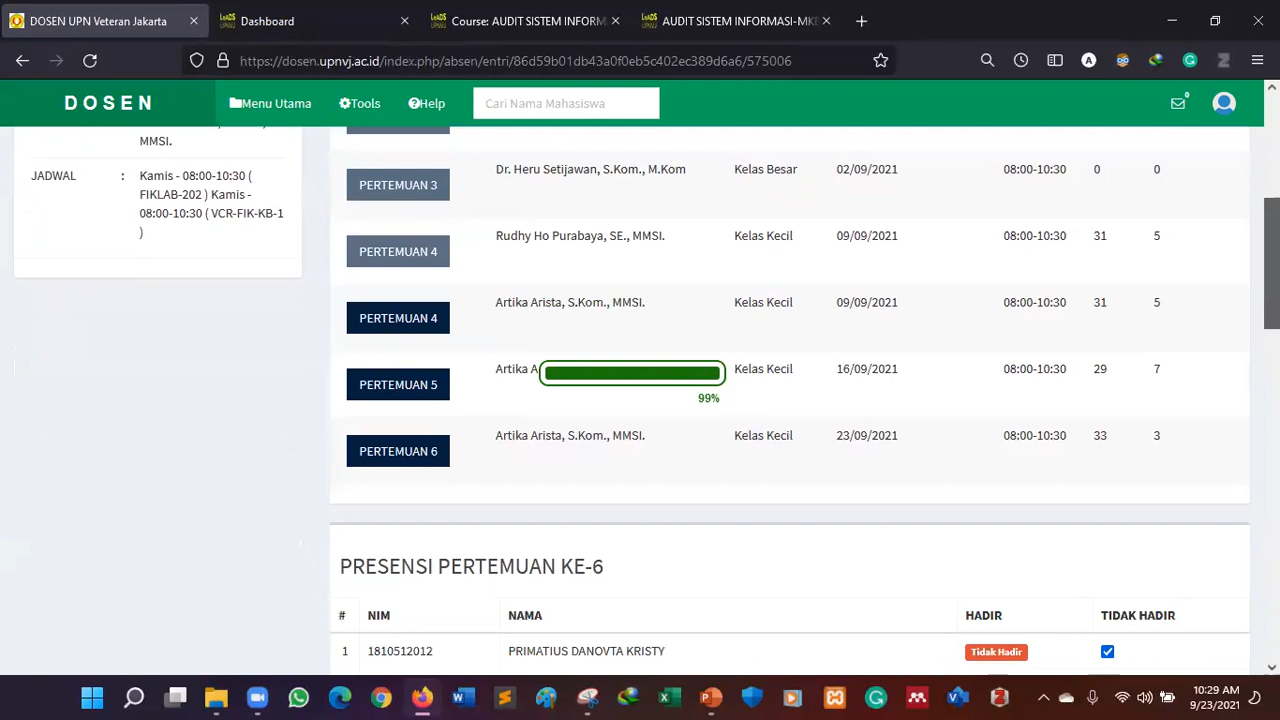 DOSEN UPN Veteran Jakarta
Dashboard
Course: AUDIT SISTEM INFORM
AUDIT SISTEM INFORMASI-MKB
https://dosen.upnvj.ac.id/index.php/absen/entri/86d59b01db43a0f0eb5c402ec389d6a6/575006
DOSEN
Menu Utama
Tools
Help
Cari Nama Mahasiswa
0
MMSI.
JADWAL : Kamis - 08:00-10:30 (
FIKLAB-202 ) Kamis -
08:00-10:30 ( VCR-FIK-KB-1
)
PERTEMUAN 3 Dr. Heru Setijawan, S.Kom., M.Kom Kelas Besar 02/09/2021 08:00-10:30 0 0
PERTEMUAN 4 Rudhy Ho Purabaya, SE., MMSI. Kelas Kecil 09/09/2021 08:00-10:30 31 5
PERTEMUAN 4 Artika Arista, S.Kom., MMSI. Kelas Kecil 09/09/2021 08:00-10:30 31 5
PERTEMUAN 5 Artika A Kelas Kecil 16/09/2021 08:00-10:30 29 7
99%
PERTEMUAN 6 Artika Arista, S.Kom., MMSI. Kelas Kecil 23/09/2021 08:00-10:30 33 3
PRESENSI PERTEMUAN KE-6
# NIM NAMA HADIR TIDAK HADIR
1 1810512012 PRIMATIUS DANOVTA KRISTY Tidak Hadir
10:29 AM
9/23/2021